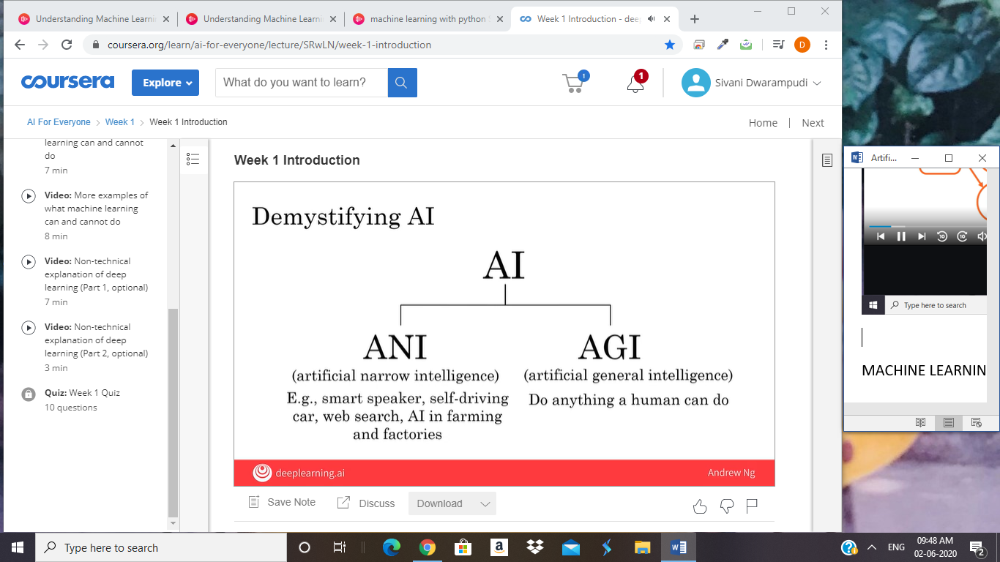 Understanding Machine Learni
Understanding Machine Learni
machine learning with python
Week 1 Introduction - dee
coursera.org/learn/ai-for-everyone/lecture/SRwLN/week-1-introduction
D
coursera
Explore
What do you want to learn?
1
1
Sivani Dwarampudi
AI For Everyone
Week 1
Week 1 Introduction
Home
Next
learning can and cannot
do
7 min
Video: More examples of
what machine learning
can and cannot do
8 min
Video: Non-technical
explanation of deep
learning (Part 1, optional)
7 min
Video: Non-technical
explanation of deep
learning (Part 2, optional)
3 min
Quiz: Week 1 Quiz
10 questions
Week 1 Introduction
Demystifying AI
AI
ANI
(artificial narrow intelligence)
E.g., smart speaker, self-driving
car, web search, AI in farming
and factories
AGI
(artificial general intelligence)
Do anything a human can do
deeplearning.ai
Andrew Ng
Save Note
Discuss
Download
Artifi...
10
10
Type here to search
MACHINE LEARNIN
Type here to search
ENG
09:48 AM
02-06-2020
2